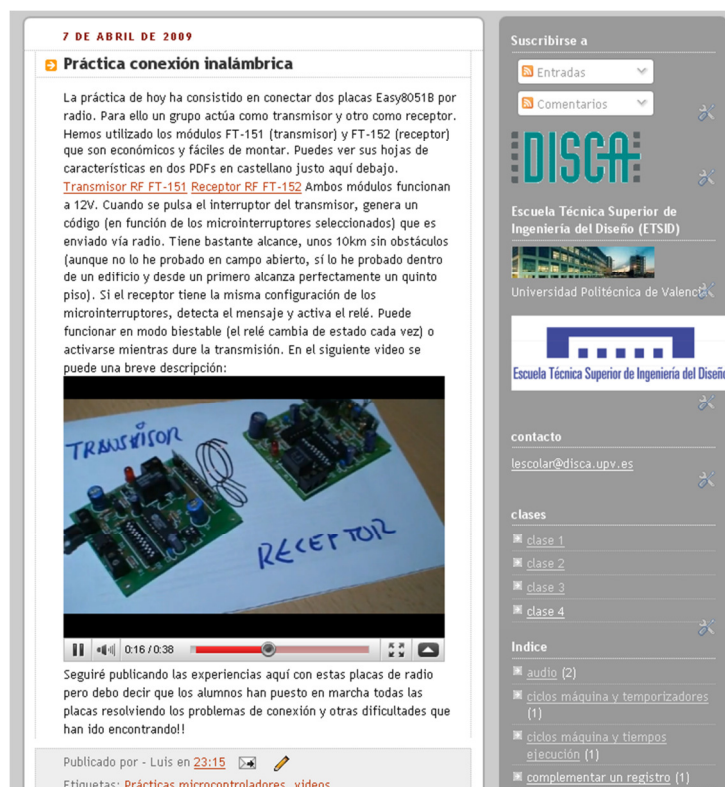 7 DE ABRIL DE 2009
Práctica conexión inalámbrica
La práctica de hoy ha consistido en conectar dos placas Easy8051B por
radio. Para ello un grupo actúa como transmisor y otro como receptor.
Hemos utilizado los módulos FT-151 (transmisor) y FT-152 (receptor)
que son económicos y fáciles de montar. Puedes ver sus hojas de
características en dos PDFs en castellano justo aquí debajo.
Transmisor RF FT-151 Receptor RF FT-152 Ambos módulos funcionan
a 12V. Cuando se pulsa el interruptor del transmisor, genera un
código (en función de los microinterruptores seleccionados) que es
enviado vía radio. Tiene bastante alcance, unos 10km sin obstáculos
(aunque no lo he probado en campo abierto, sí lo he probado dentro
de un edificio y desde un primero alcanza perfectamente un quinto
piso). Si el receptor tiene la misma configuración de los
microinterruptores, detecta el mensaje y activa el relé. Puede
funcionar en modo biestable (el relé cambia de estado cada vez) o
activarse mientras dure la transmisión. En el siguiente video se
puede una breve descripción:
TRANSMISOR
RECEPTOR
0:16 / 0:38
Seguiré publicando las experiencias aquí con estas placas de radio
pero debo decir que los alumnos han puesto en marcha todas las
placas resolviendo los problemas de conexión y otras dificultades que
han ido encontrando!!
Publicado por - Luis en 23:15
Etiquetas: Prácticas microcontroladores, videos
Suscribirse a
Entradas
Comentarios
DISCA
Escuela Técnica Superior de
Ingeniería del Diseño (ETSID)
Universidad Politécnica de Valencia
Escuela Técnica Superior de Ingeniería del Diseño
contacto
lescolar@disca.upv.es
clases
clase 1
clase 2
clase 3
clase 4
Indice
audio (2)
ciclos máquina y temporizadores
(1)
ciclos máquina y tiempos
ejecución (1)
complementar un registro (1)